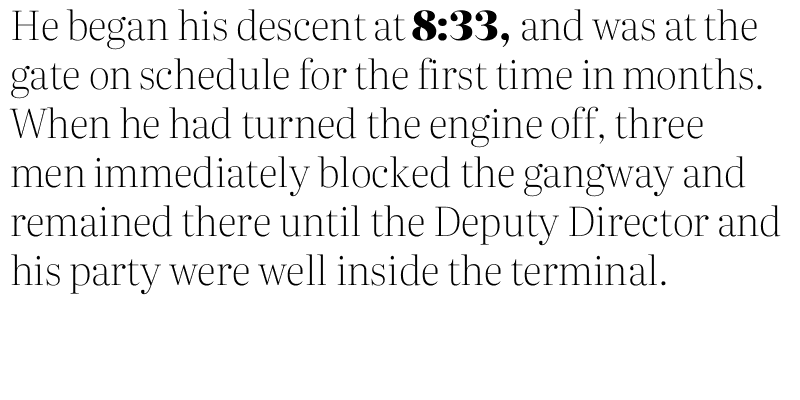 He began his descent at 8:33, and was at the
gate on schedule for the first time in months.
When he had turned the engine off, three
men immediately blocked the gangway and
remained there until the Deputy Director and
his party were well inside the terminal.